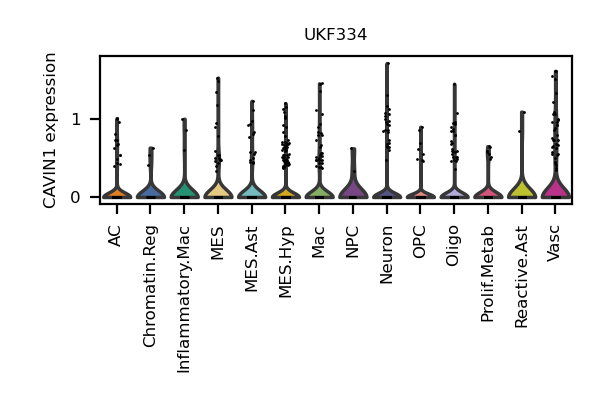 UKF334
CAVIN1 expression
1
0
AC
Chromatin.Reg
Inflammatory.Mac
MES
MES.Ast
MES.Hyp
Mac
NPC
Neuron
OPC
Oligo
Prolif.Metab
Reactive.Ast
Vasc